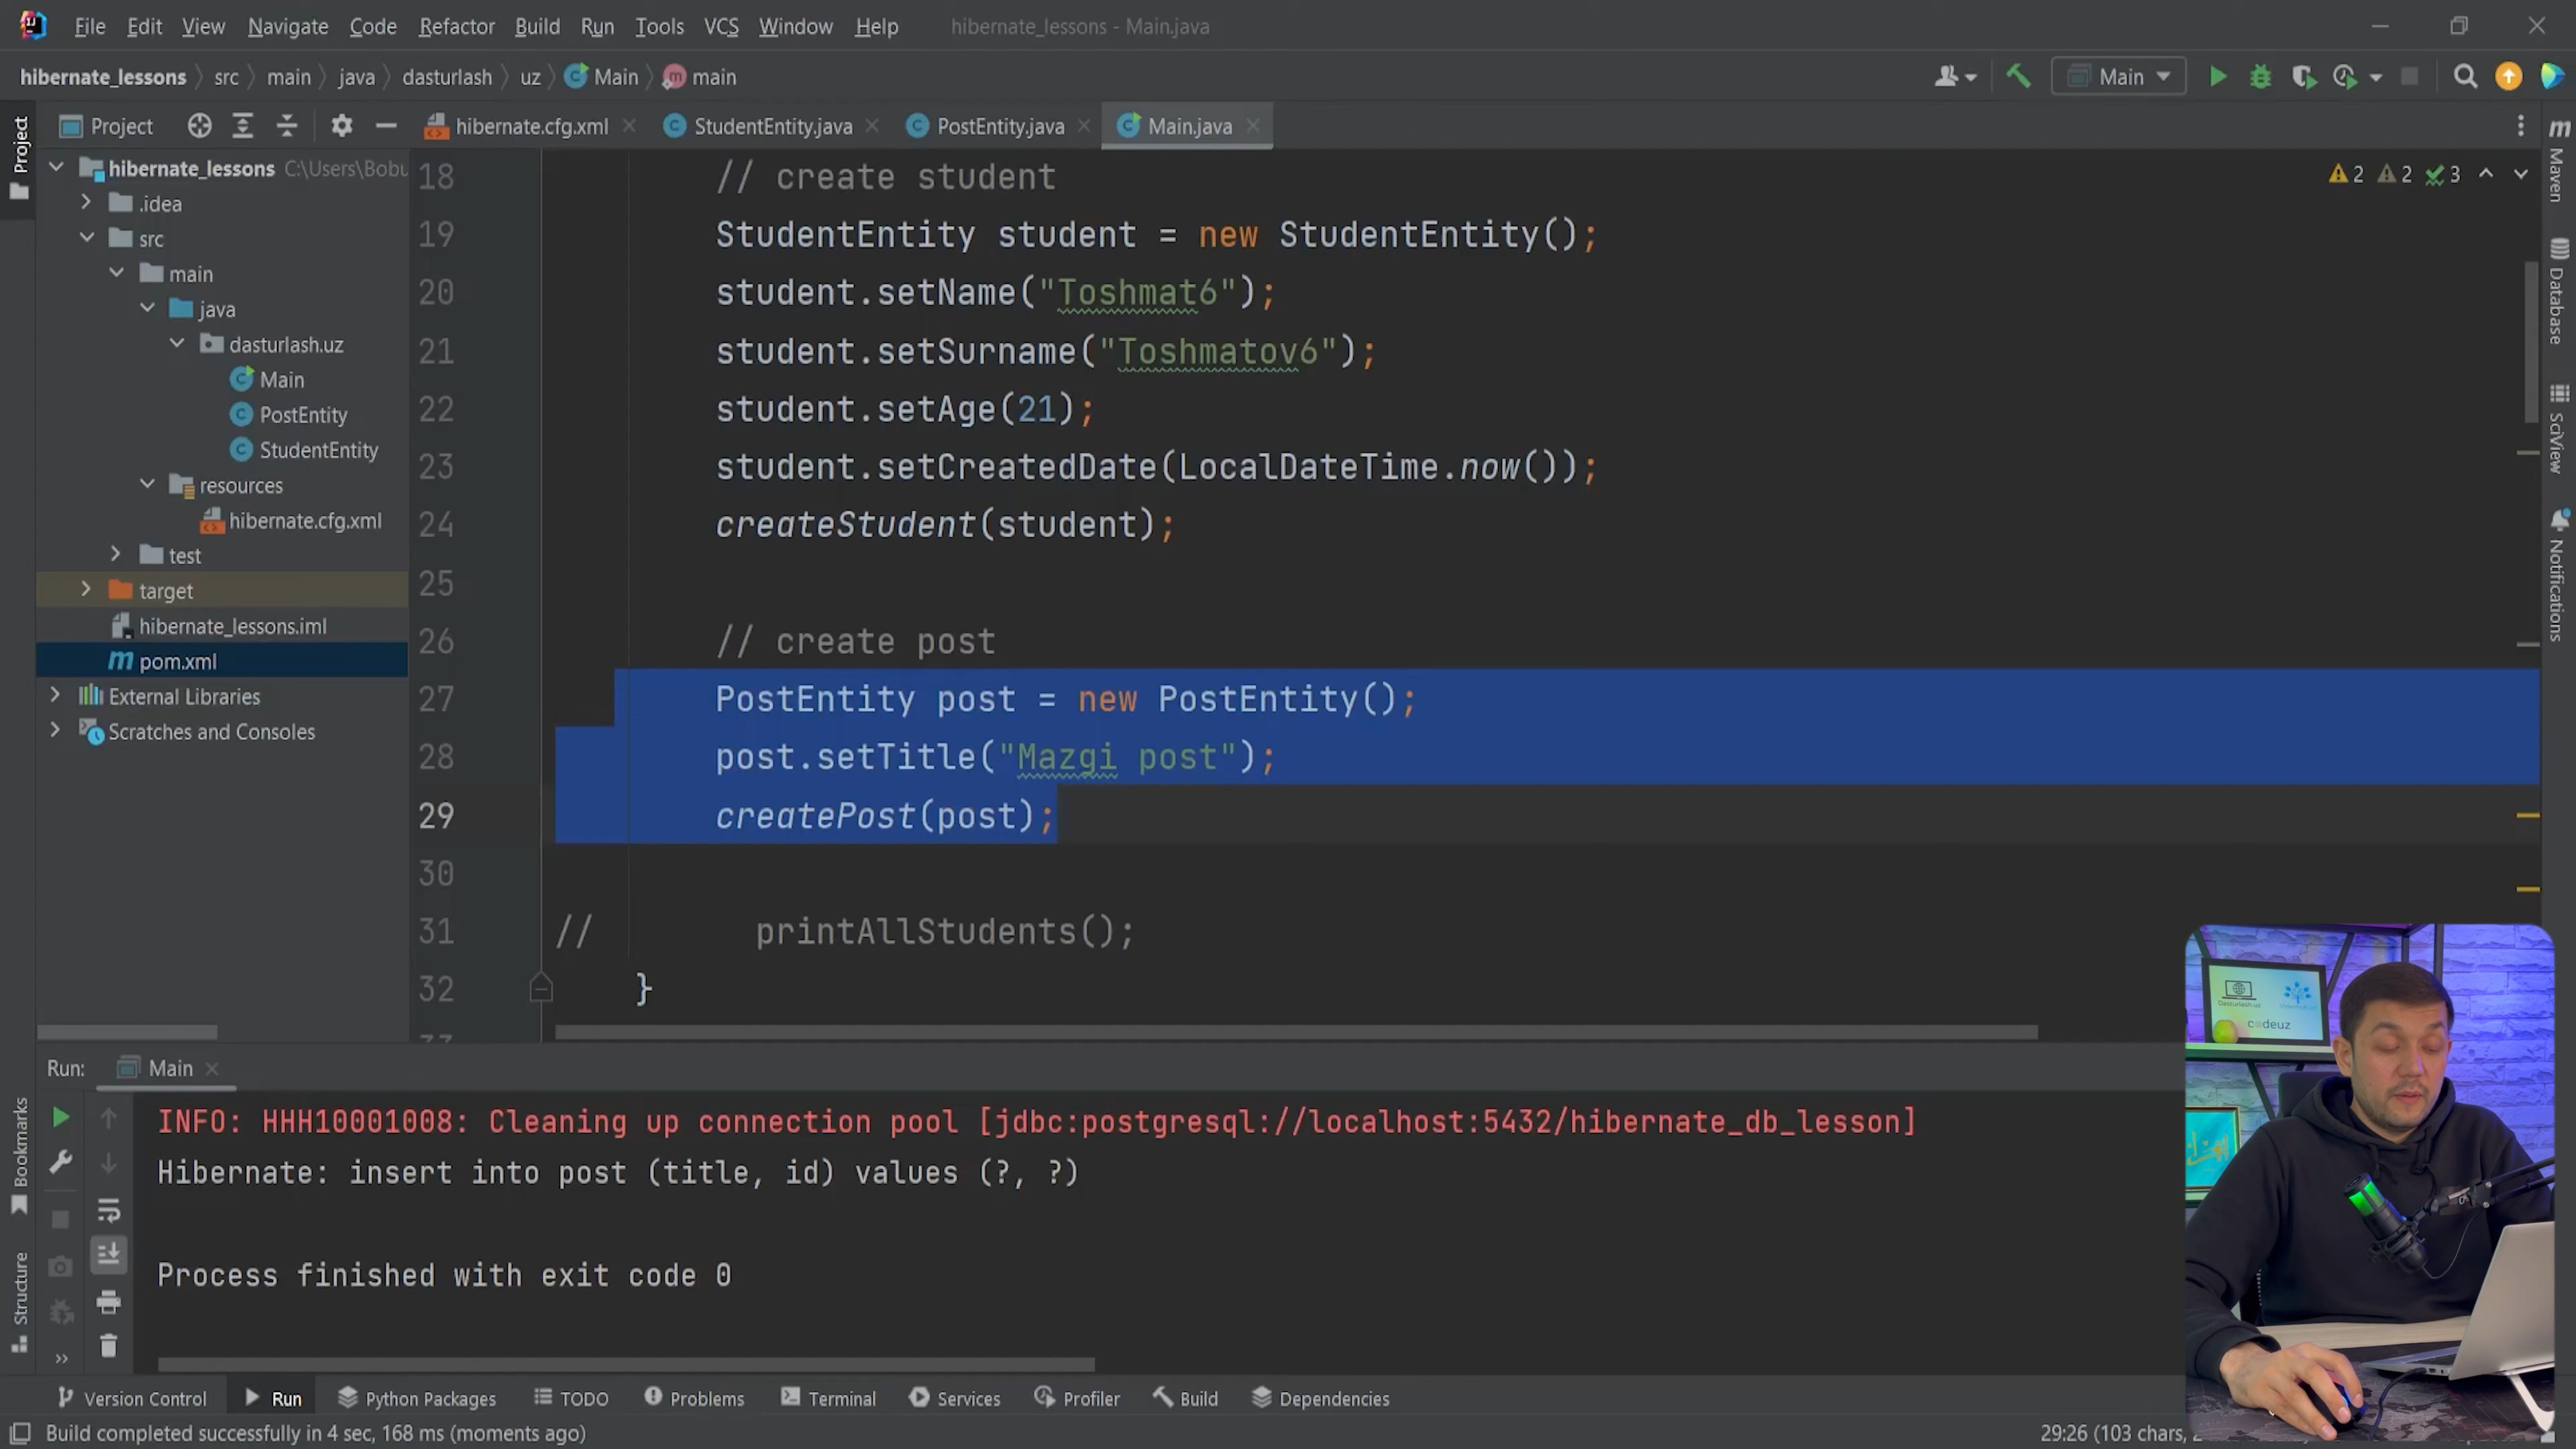 File Edit View Navigate Code Refactor Build Run Tools VCS Window Help hibernate_lessons - Main.java
hibernate_lessons src main java dasturlash uz Main main Main
Project
Project
hibernate.cfg.xml StudentEntity.java PostEntity.java Main.java
hibernate_lessons C:\Users\Bobu
.idea
src
main
java
dasturlash.uz
Main
PostEntity
StudentEntity
resources
hibernate.cfg.xml
test
target
hibernate_lessons.iml
pom.xml
External Libraries
Scratches and Consoles
2 2 3
18 // create student
19 StudentEntity student = new StudentEntity();
20 student.setName("Toshmat6");
21 student.setSurname("Toshmatov6");
22 student.setAge(21);
23 student.setCreatedDate(LocalDateTime.now());
24 createStudent(student);
25
26 // create post
27 PostEntity post = new PostEntity();
28 post.setTitle("Mazgi post");
29 createPost(post);
30
31 // printAllStudents();
32 }
Maven
Database
SciView
Notifications
Dasturlash.uz
codeuz
Run: Main
INFO: HHH10001008: Cleaning up connection pool [jdbc:postgresql://localhost:5432/hibernate_db_lesson]
Hibernate: insert into post (title, id) values (?, ?)
Process finished with exit code 0
Bookmarks
Structure
Version Control Run Python Packages TODO Problems Terminal Services Profiler Build Dependencies
Build completed successfully in 4 sec, 168 ms (moments ago)
29:26 (103 chars,